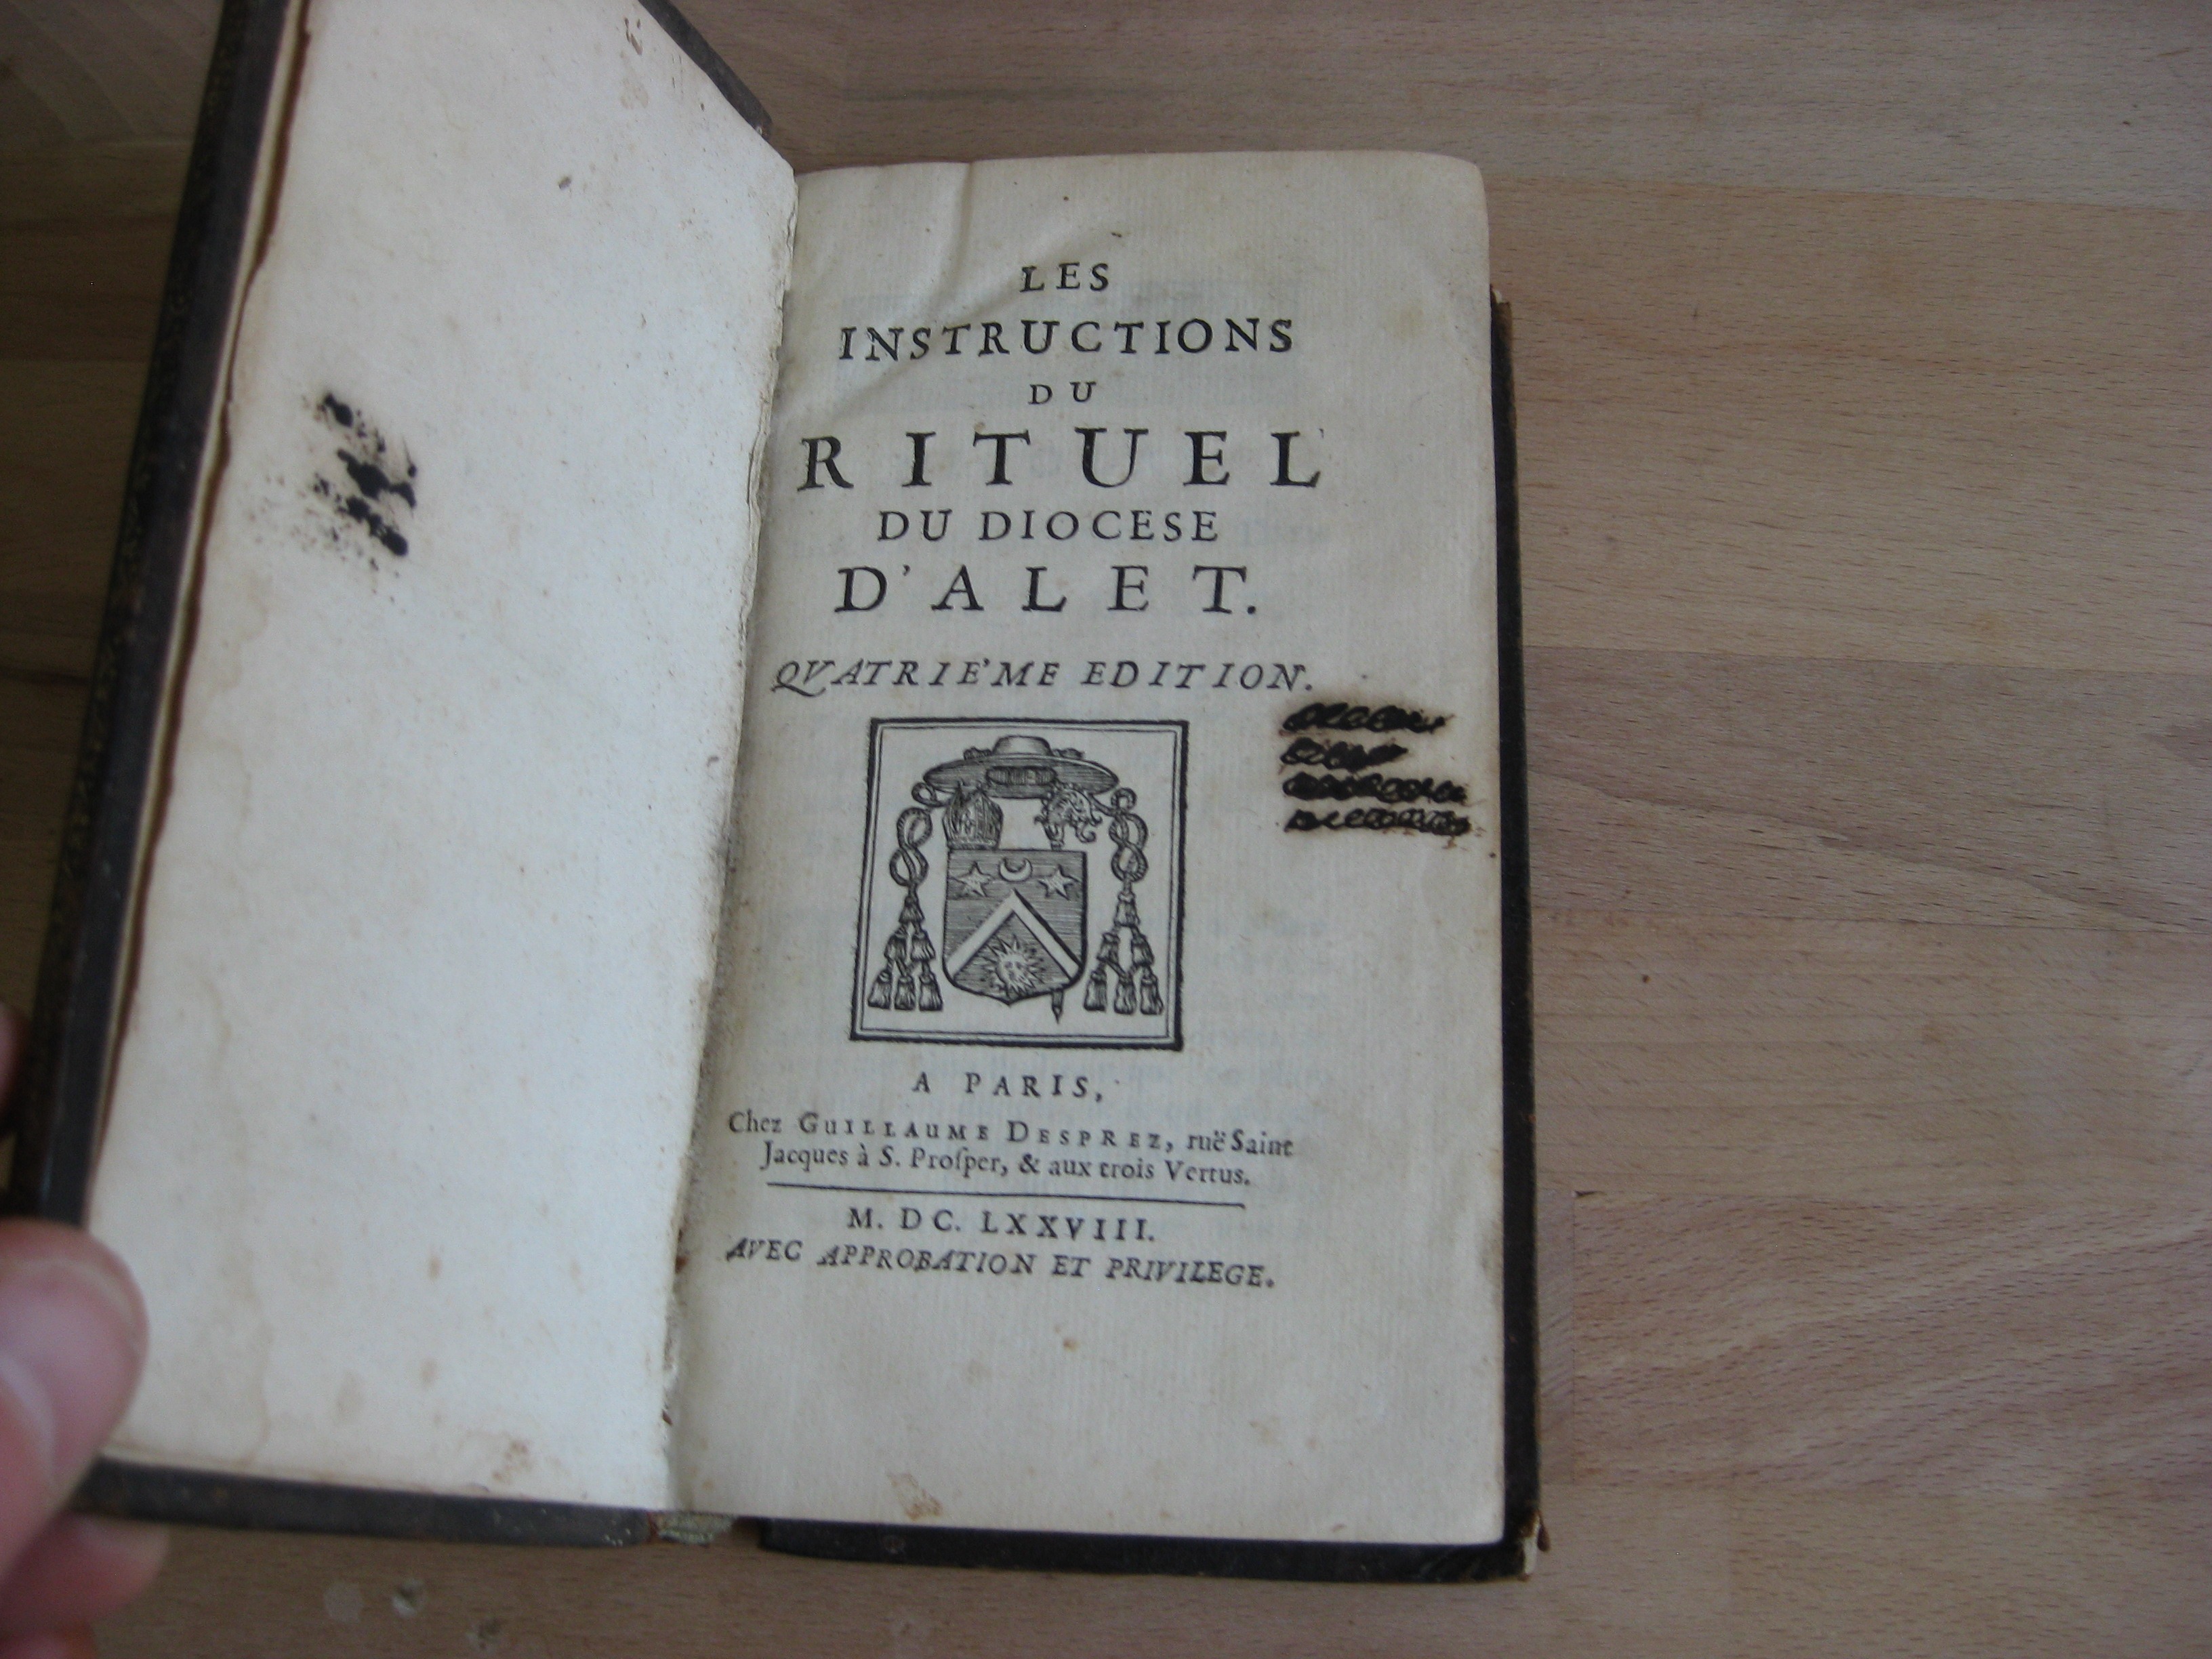 LES
INSTRUCTIONS
DU
RITUEL
DU DIOCESE
D'ALET.
QVATRIE'ME EDITION.
A PARIS,
Chez GUILLAUME DESPREZ, ruë Saint
Jacques à S. Proſper, & aux trois Vertus.
M. DC. LXXVIII.
AVEC APPROBATION ET PRIVILEGE.